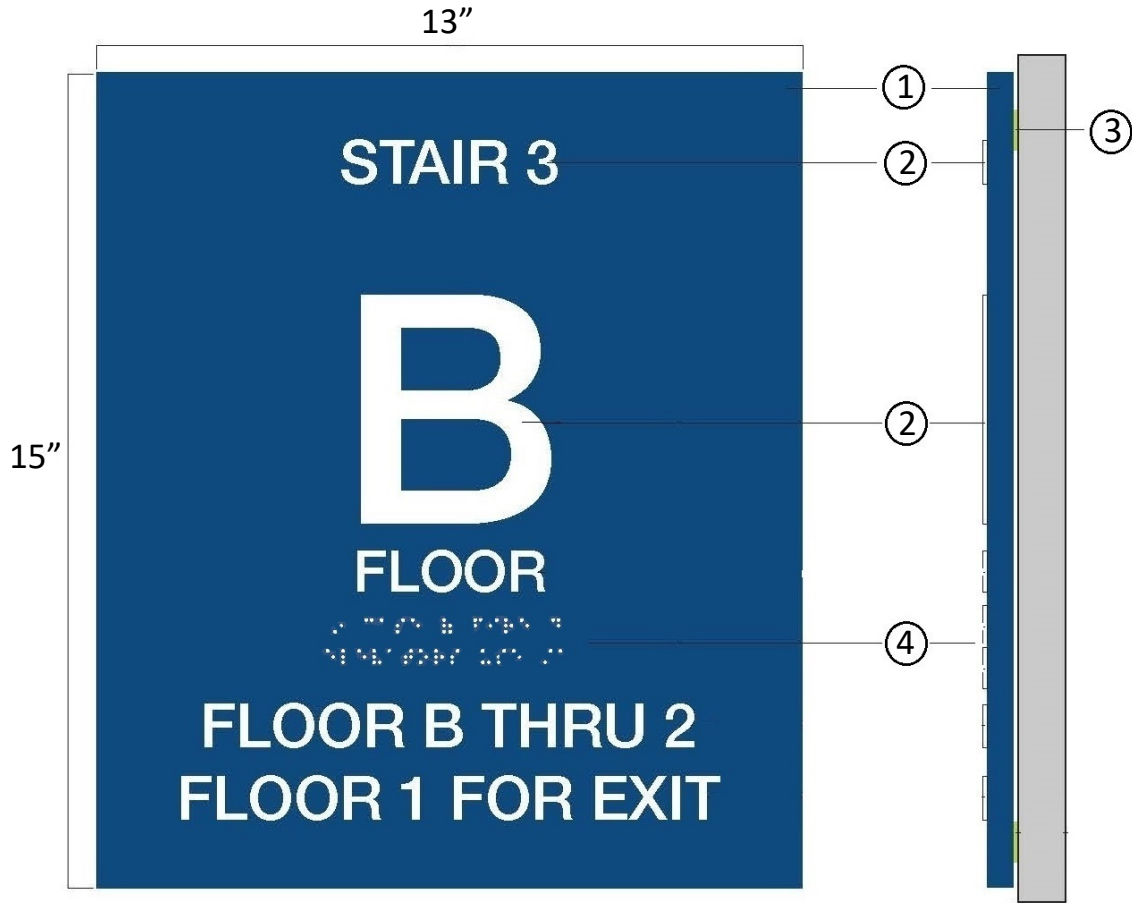 13”
①
③
STAIR 3
②
B
②
15”
FLOOR
④
FLOOR B THRU 2
FLOOR 1 FOR EXIT